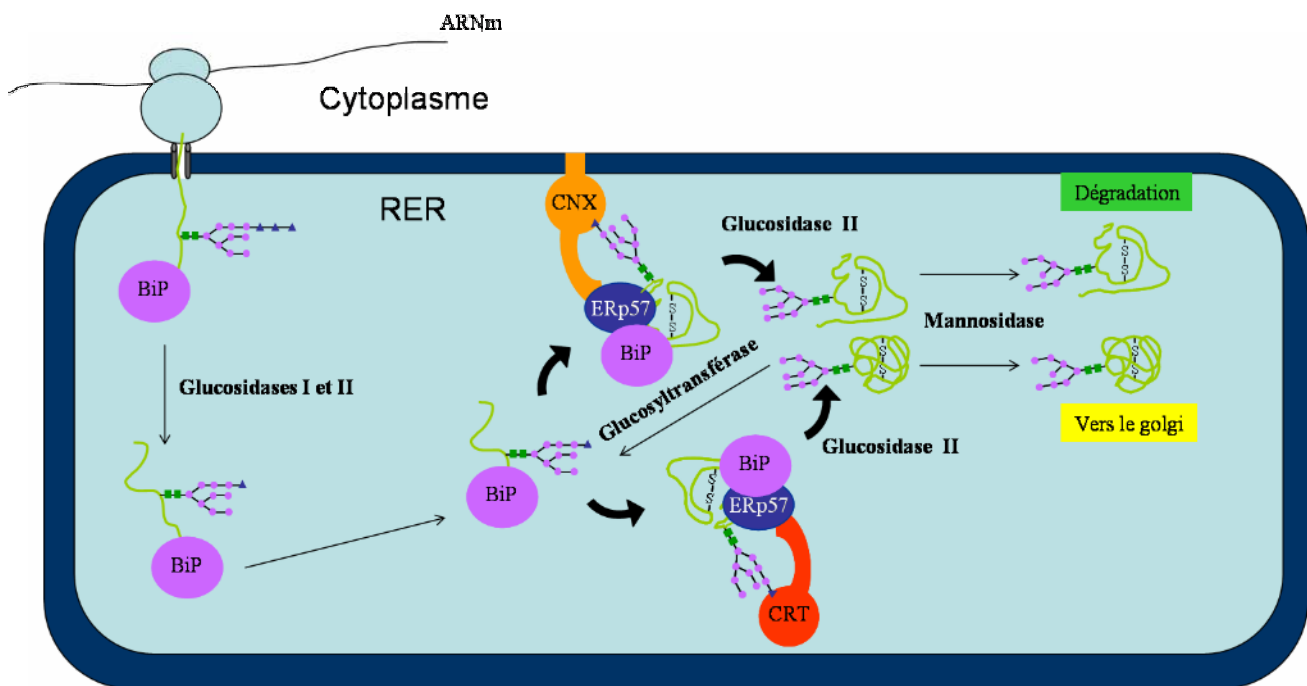 ARNm
Cytoplasme
RER
CNX
Glucosidase II
Dégradation
BiP
ERp57
S
S
BiP
S
S
S
S
Mannosidase
Glucosidases I et II
Glucosyltransférase
S
S
S
S
Vers le golgi
Glucosidase II
BiP
BiP
S
S
ERp57
BiP
CRT